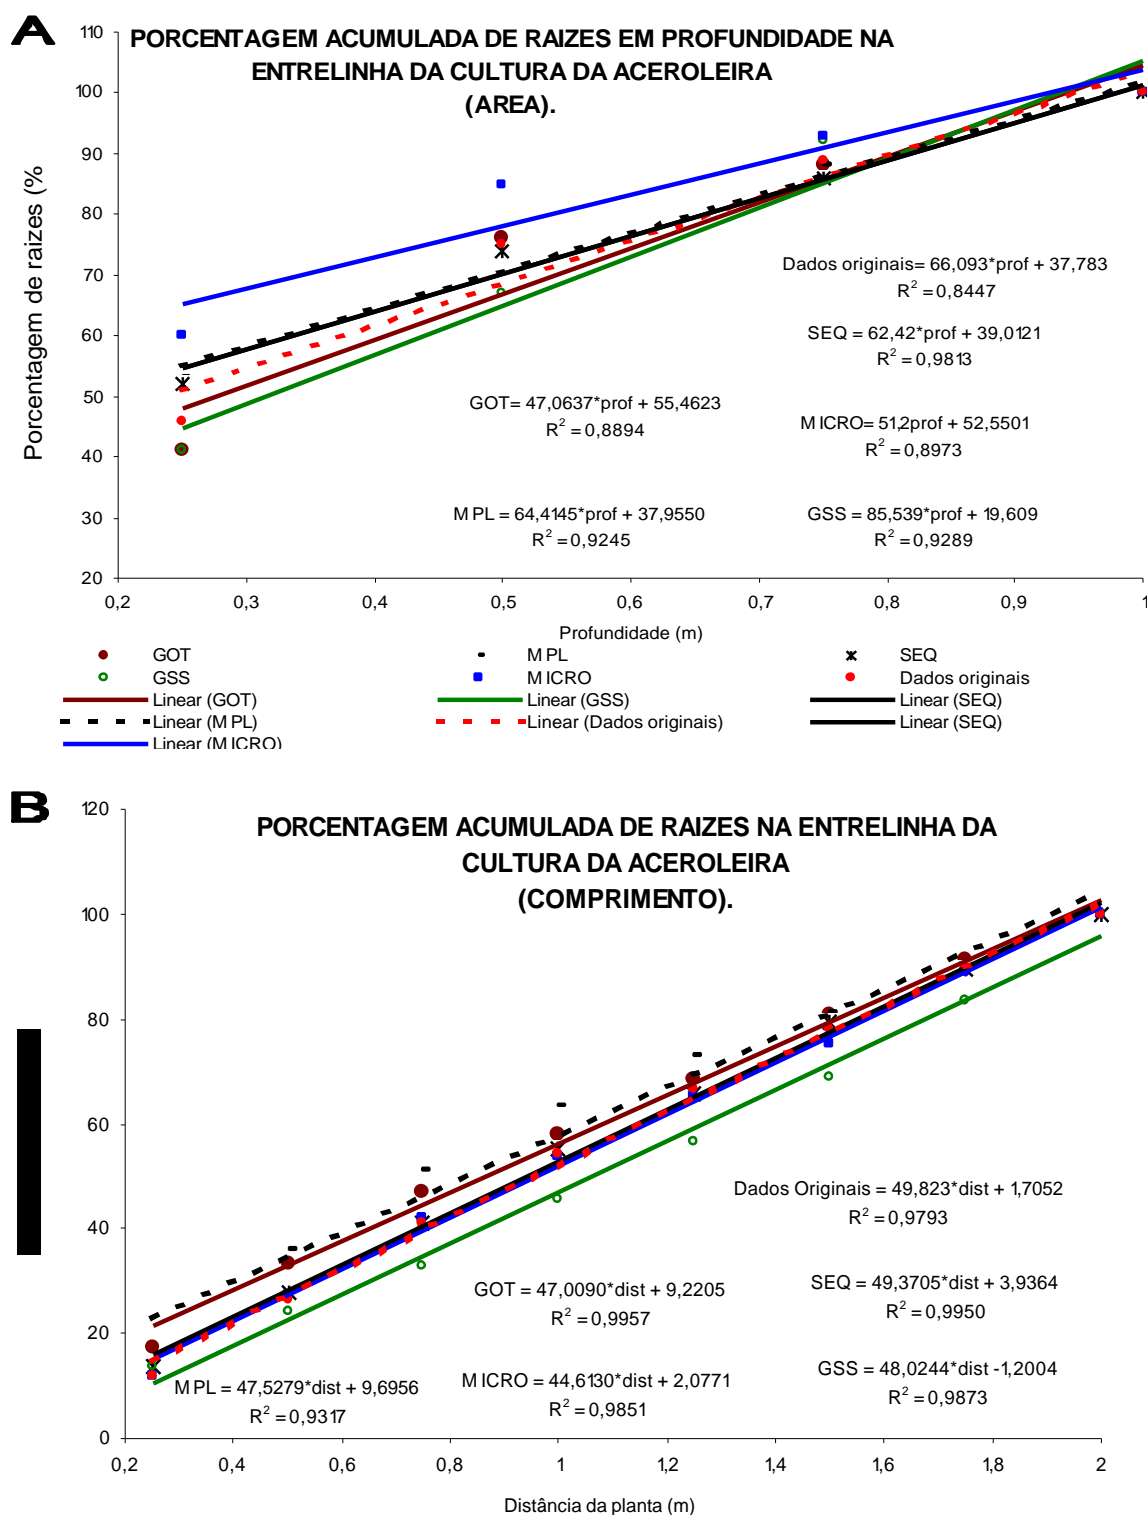 A
PORCENTAGEM ACUMULADA DE RAIZES EM PROFUNDIDADE NA
ENTRELINHA DA CULTURA DA ACEROLEIRA
(AREA).
Porcentagem de raizes (%
110
100
90
80
70
60
50
40
30
20
Dados originais= 66,093*prof + 37,783
R² = 0,8447
SEQ = 62,42*prof + 39,0121
R² = 0,9813
GOT= 47,0637*prof + 55,4623
R² = 0,8894
MICRO= 51,2prof + 52,5501
R² = 0,8973
MPL = 64,4145*prof + 37,9550
R² = 0,9245
GSS = 85,539*prof + 19,609
R² = 0,9289
0,2 0,3 0,4 0,5 0,6 0,7 0,8 0,9 1
Profundidade (m)
GOT MPL SEQ
GSS MICRO Dados originais
Linear (GOT) Linear (GSS) Linear (SEQ)
Linear (MPL) Linear (Dados originais) Linear (SEQ)
Linear (MICRO)
B
PORCENTAGEM ACUMULADA DE RAIZES NA ENTRELINHA DA
CULTURA DA ACEROLEIRA
(COMPRIMENTO).
120
100
80
60
40
20
0
Dados Originais = 49,823*dist + 1,7052
R² = 0,9793
GOT = 47,0090*dist + 9,2205
R² = 0,9957
SEQ = 49,3705*dist + 3,9364
R² = 0,9950
MPL = 47,5279*dist + 9,6956
R² = 0,9317
MICRO = 44,6130*dist + 2,0771
R² = 0,9851
GSS = 48,0244*dist -1,2004
R² = 0,9873
0,2 0,4 0,6 0,8 1 1,2 1,4 1,6 1,8 2
Distância da planta (m)